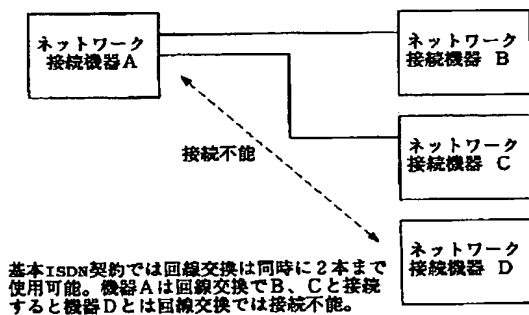 ネットワーク
接続機器A
ネットワーク
接続機器 B
ネットワーク
接続機器 C
接続不能
ネットワーク
接続機器 D
基本ISDN契約では回線交換は同時に2本まで
使用可能。機器Aは回線交換でB、Cと接続
すると機器Dとは回線交換では接続不能。